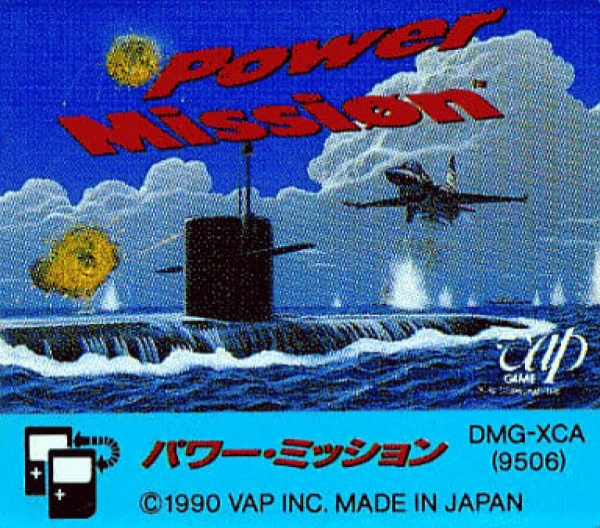 Power
Mission
TM
vap
GAME
パワー・ミッション
DMG-XCA
(9506)
©1990 VAP INC. MADE IN JAPAN